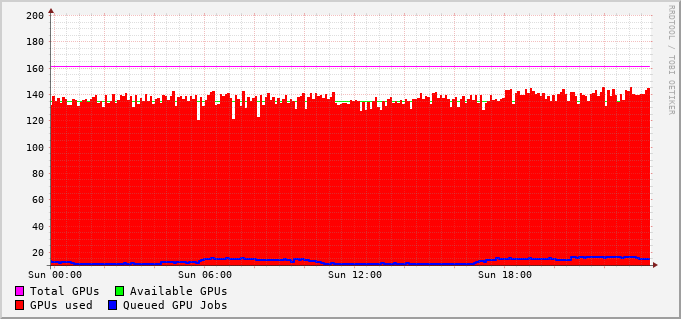 200
180
160
140
120
100
80
60
40
20
Sun 00:00 Sun 06:00 Sun 12:00 Sun 18:00
Total GPUs Available GPUs
GPUs used Queued GPU Jobs
RRDTOOL / TOBI OETIKER